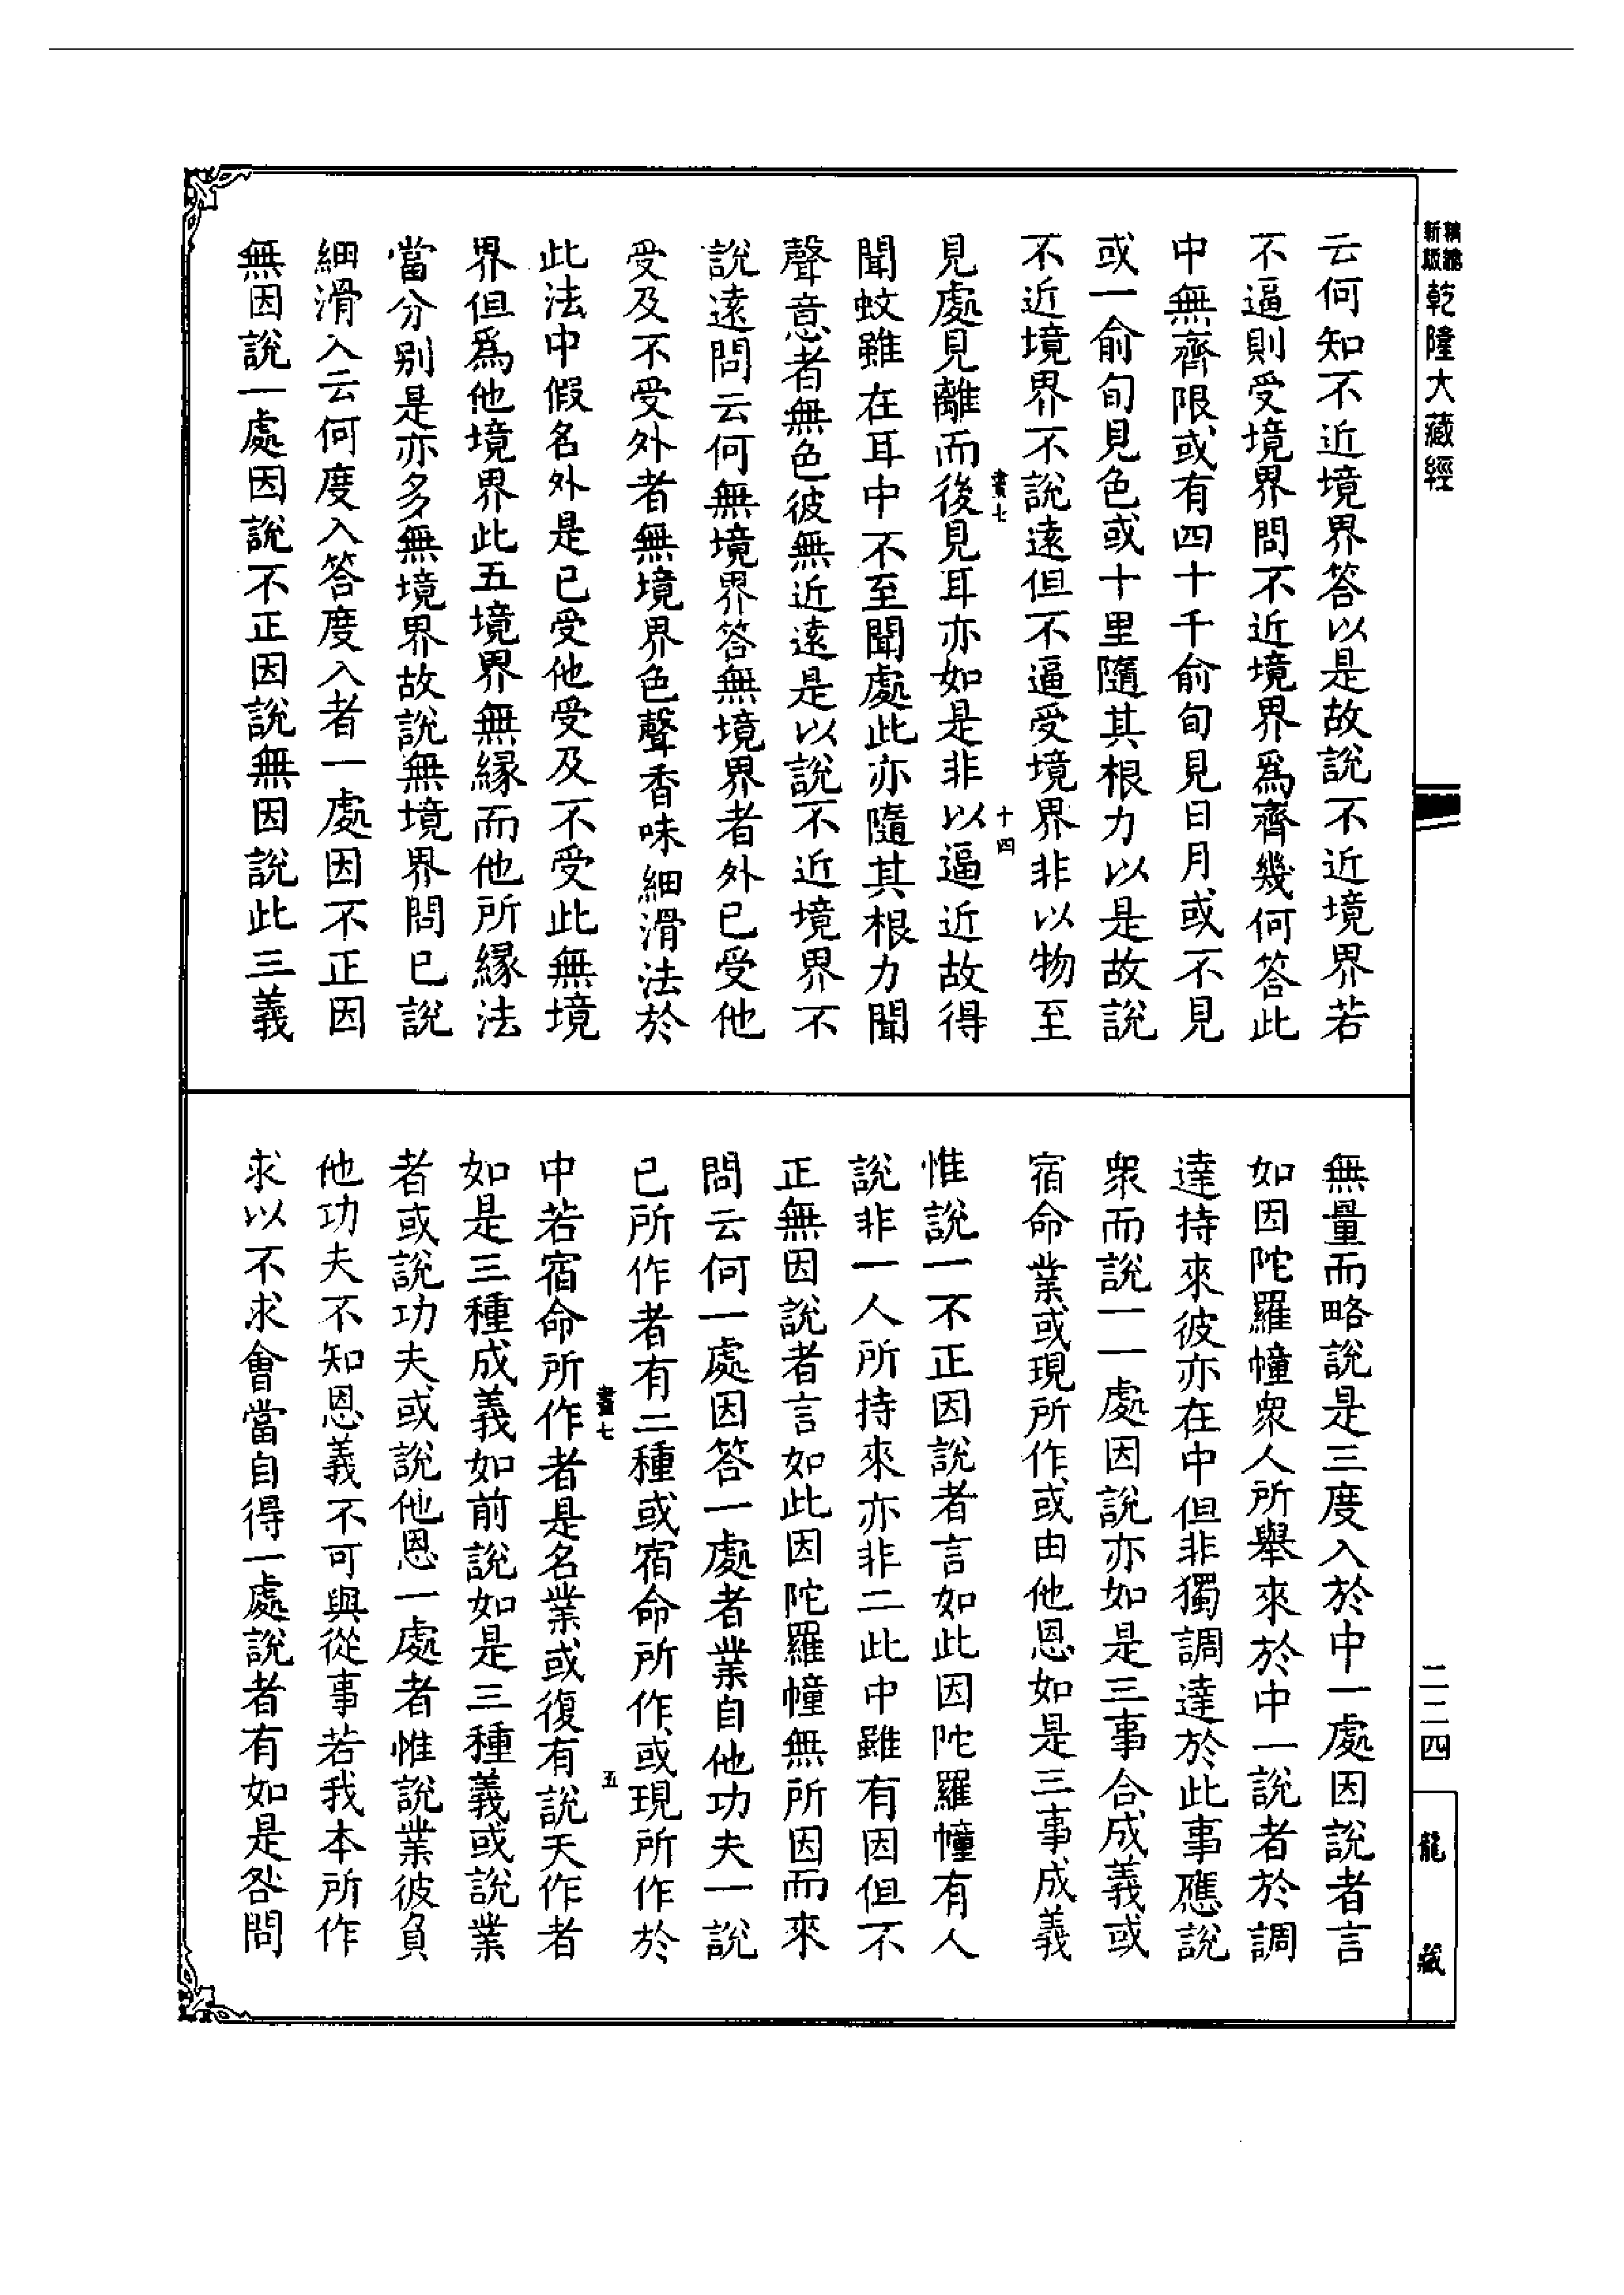 新版精編乾隆大藏經
云何知不近境界答以是故說不近境界若
不逼則受境界問不近境界爲齊幾何答此
中無齊限或有四十千俞旬見日月或不見
或一俞旬見色或十里隨其根力以是故說
不近境界不說遠但不逼受境界非以物至
畫七 十四
見處見離而後見耳亦如是非以逼近故得
聞蚊雖在耳中不至聞處此亦隨其根力聞
聲意者無色彼無近遠是以說不近境界不
說遠問云何無境界答無境界者外已受他
受及不受外者無境界色聲香味細滑法於
此法中假名外是已受他受及不受此無境
界但爲他境界此五境界無緣而他所緣法
當分别是亦多無境界故說無境界問已說
細滑入云何度入答度入者一處因不正因
無因說一處因說不正因說無因說此三義
無量而略說是三度入於中一處因說者言
如因陀羅幢衆人所舉來於中一說者於調
達持來彼亦在中但非獨調達於此事應說
衆而說一一處因說亦如是三事合成義或
宿命業或現所作或由他恩如是三事成義
惟說一不正因說者言如此因陀羅幢有人
說非一人所持來亦非二此中雖有因但不
正無因說者言如此因陀羅幢無所因而來
問云何一處因答一處者業自他功夫一說
已所作者有二種或宿命所作或現所作於
畫七 五
中若宿命所作者是名業或復有說天作者
如是三種成義如前說如是三種義或說業
者或說功夫或說他恩一處者惟說業彼負
他功夫不知恩義不可與從事若我本所作
求以不求會當自得一處說者有如是咎問
二二四
龍藏